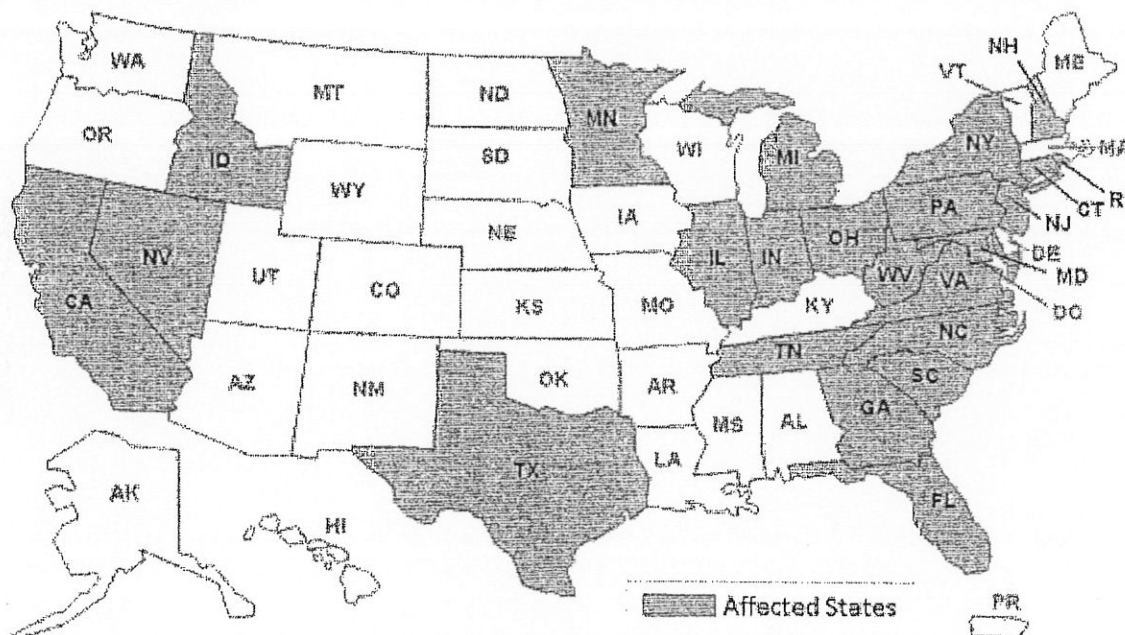 NH
ME
WA
VT
MT
ND
MN
OR
NY
MA
ID
SD
WI
MI
R
WY
CT
PA
IA
NJ
NE
OH
NV
IL
IN
DE
UT
WV
MD
CA
CO
VA
KS
MO
KY
DC
NC
TN
OK
SC
AZ
NM
AR
GA
MS
AL
LA
TX
AK
FL
HI
Affected States
PR